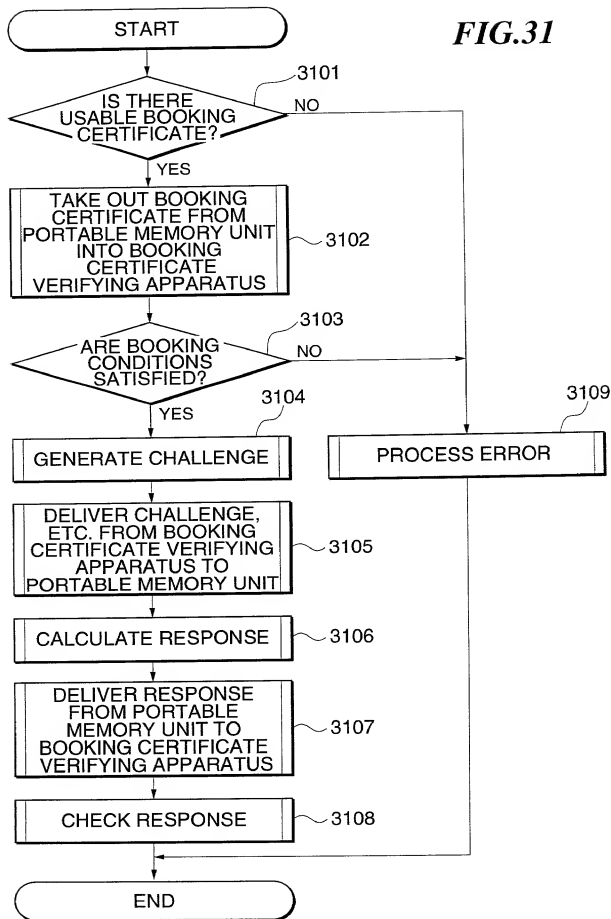 START
FIG.31
3101
IS THERE
USABLE BOOKING
CERTIFICATE?
NO
YES
TAKE OUT BOOKING
CERTIFICATE FROM
PORTABLE MEMORY UNIT
INTO BOOKING
CERTIFICATE
VERIFYING APPARATUS
3102
3103
ARE BOOKING
CONDITIONS
SATISFIED?
NO
YES
3104
GENERATE CHALLENGE
3109
PROCESS ERROR
DELIVER CHALLENGE,
ETC. FROM BOOKING
CERTIFICATE VERIFYING
APPARATUS TO
PORTABLE MEMORY UNIT
3105
CALCULATE RESPONSE
3106
DELIVER RESPONSE
FROM PORTABLE
MEMORY UNIT TO
BOOKING CERTIFICATE
VERIFYING APPARATUS
3107
CHECK RESPONSE
3108
END